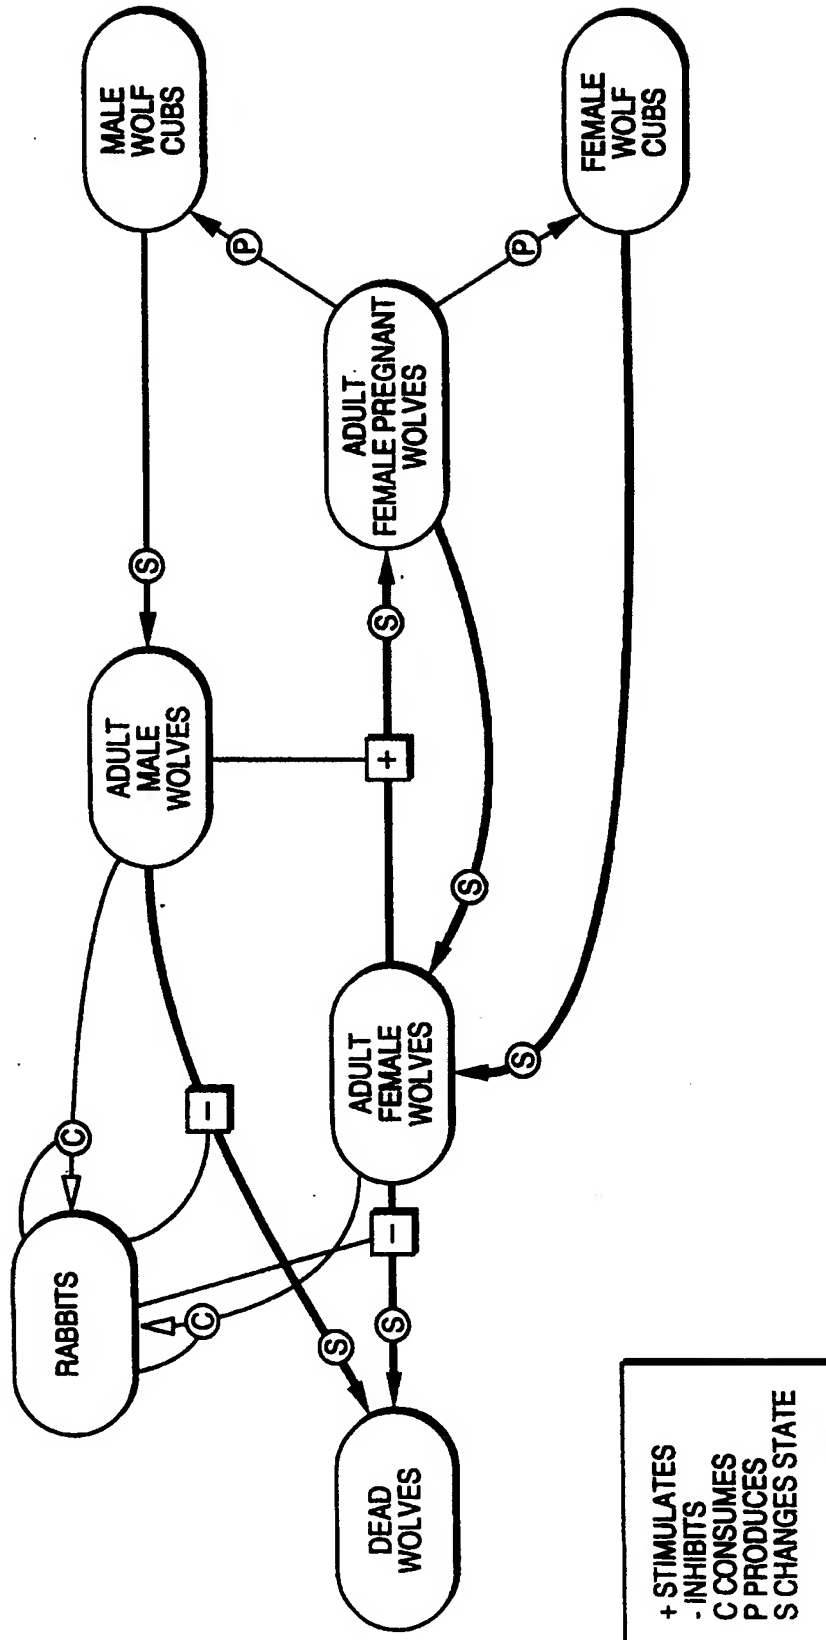 RABBITS
C
C
ADULT
MALE
WOLVES
S
MALE
WOLF
CUBS
-
-
+
S
P
DEAD
WOLVES
S
S
ADULT
FEMALE
WOLVES
S
ADULT
FEMALE PREGNANT
WOLVES
P
S
FEMALE
WOLF
CUBS
+ STIMULATES
- INHIBITS
C CONSUMES
P PRODUCES
S CHANGES STATE